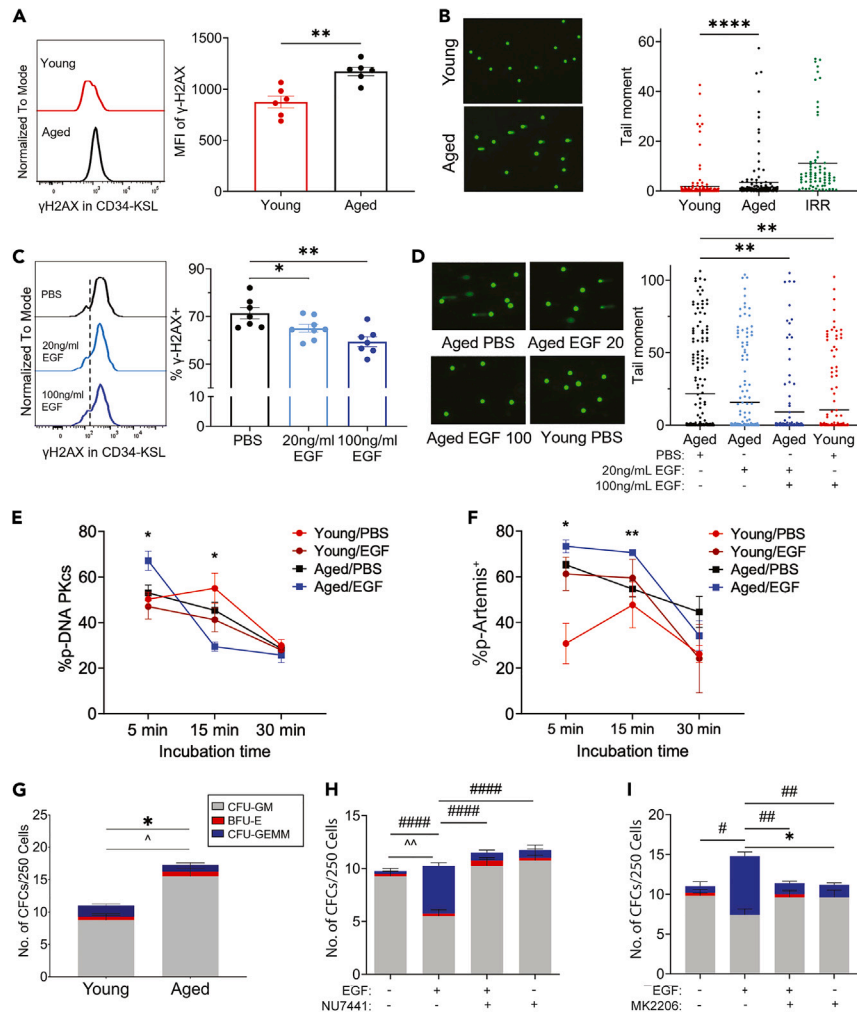 A
Normalized To Mode
Young
Aged
10³ 10⁴ 10⁵
γH2AX in CD34-KSL
MFI of γ-H2AX
1500
1000
500
0
**
Young Aged
B
Young
Aged
****
Tail moment
60
40
20
0
Young Aged IRR
C
Normalized To Mode
PBS
20ng/ml
EGF
100ng/ml
EGF
10² 10³ 10⁴
γH2AX in CD34-KSL
% γ-H2AX+
90
70
50
10
0
**
*
PBS 20ng/ml 100ng/ml
EGF EGF
D
Aged PBS Aged EGF 20
Aged EGF 100 Young PBS
**
**
Tail moment
100
50
0
Aged Aged Aged Young
PBS: + - - +
20ng/mL EGF: - + + -
100ng/mL EGF: - - + +
E
%p-DNA PKcs
80
60
40
20
0
* *
Young/PBS
Young/EGF
Aged/PBS
Aged/EGF
5 min 15 min 30 min
Incubation time
F
%p-Artemis⁺
80
60
40
20
0
* **
Young/PBS
Young/EGF
Aged/PBS
Aged/EGF
5 min 15 min 30 min
Incubation time
G
No. of CFCs/250 Cells
25
20
15
10
5
0
*
^
CFU-GM
BFU-E
CFU-GEMM
Young Aged
H
No. of CFCs/250 Cells
15
10
5
0
####
#### ####
^^
EGF: - + + -
NU7441: - - + +
I
No. of CFCs/250 Cells
20
15
10
5
0
##
# ##
*
EGF: - + + -
MK2206: - - + +